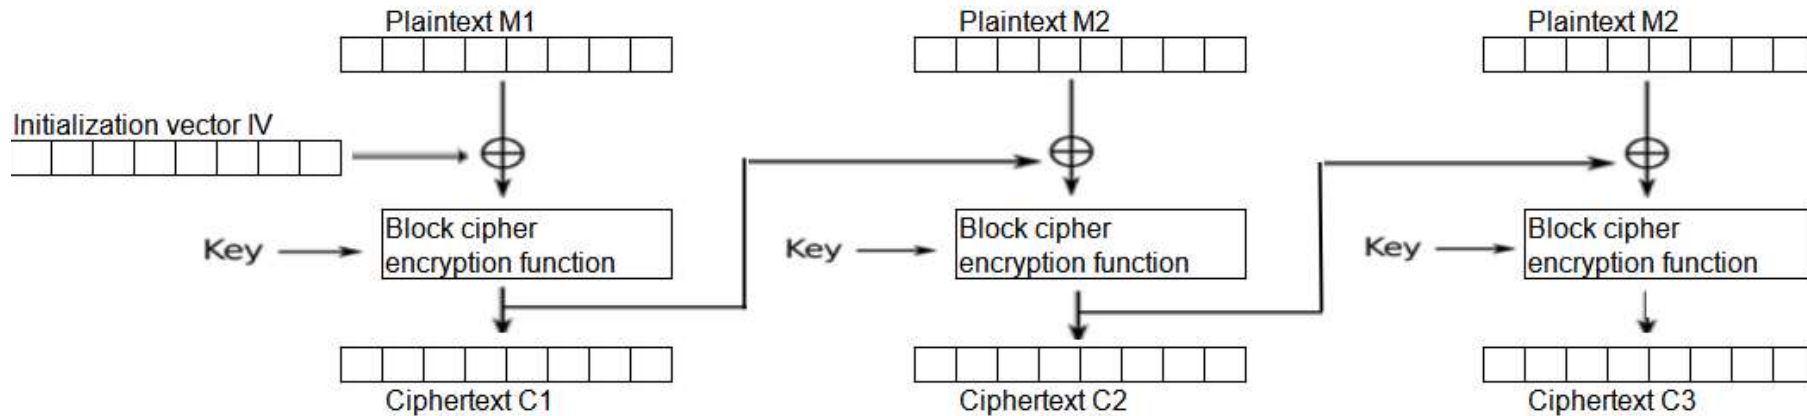 Plaintext M1
Plaintext M2
Plaintext M2
Initialization vector IV
Key
Block cipher
encryption function
Key
Block cipher
encryption function
Key
Block cipher
encryption function
Ciphertext C1
Ciphertext C2
Ciphertext C3